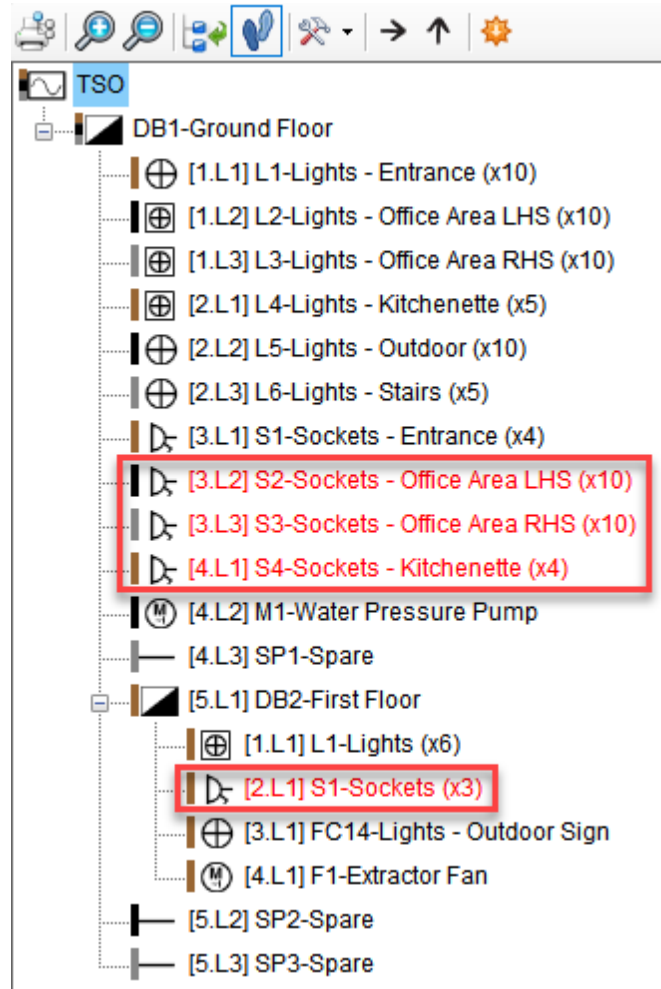 TSO
DB1-Ground Floor
[1.L1] L1-Lights - Entrance (x10)
[1.L2] L2-Lights - Office Area LHS (x10)
[1.L3] L3-Lights - Office Area RHS (x10)
[2.L1] L4-Lights - Kitchenette (x5)
[2.L2] L5-Lights - Outdoor (x10)
[2.L3] L6-Lights - Stairs (x5)
[3.L1] S1-Sockets - Entrance (x4)
[3.L2] S2-Sockets - Office Area LHS (x10)
[3.L3] S3-Sockets - Office Area RHS (x10)
[4.L1] S4-Sockets - Kitchenette (x4)
[4.L2] M1-Water Pressure Pump
[4.L3] SP1-Spare
[5.L1] DB2-First Floor
[1.L1] L1-Lights (x6)
[2.L1] S1-Sockets (x3)
[3.L1] FC14-Lights - Outdoor Sign
[4.L1] F1-Extractor Fan
[5.L2] SP2-Spare
[5.L3] SP3-Spare